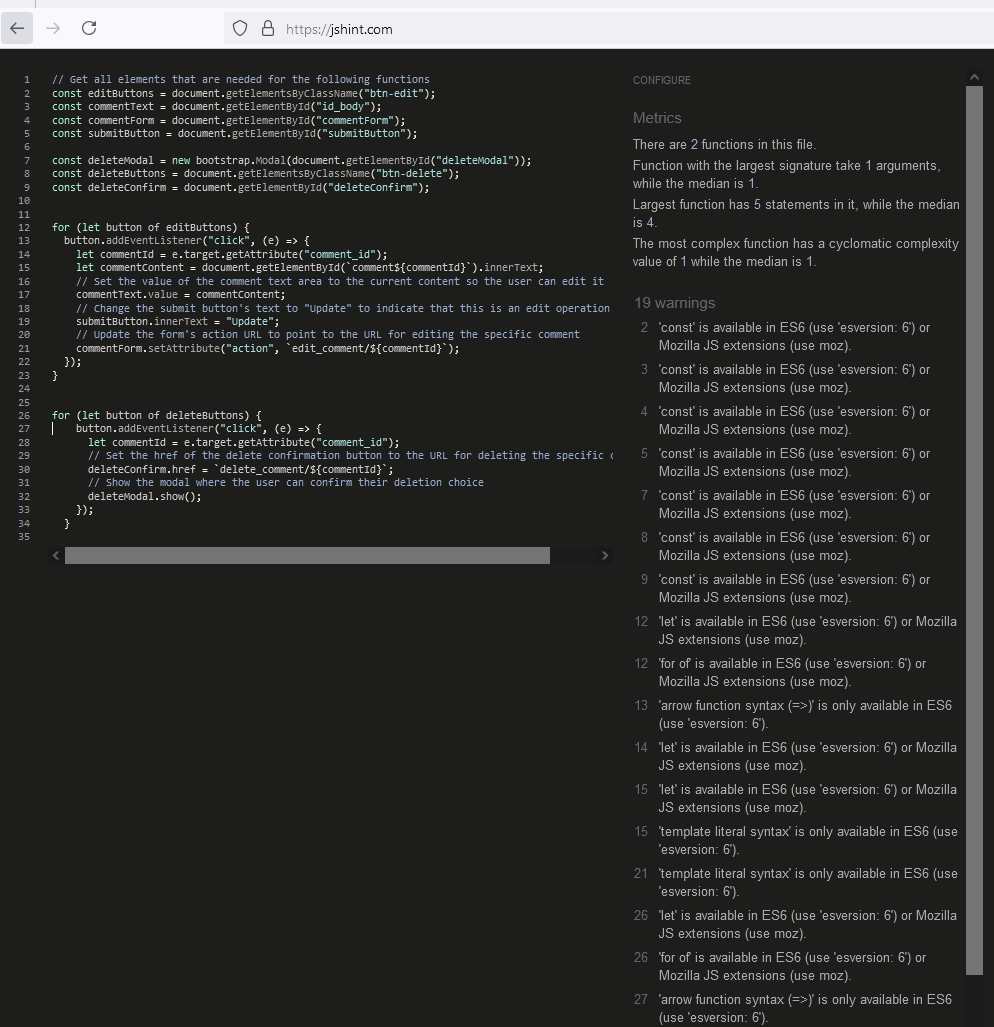 https://jshint.com
1 // Get all elements that are needed for the following functions
2 const editButtons = document.getElementsByClassName("btn-edit");
3 const commentText = document.getElementById("id_body");
4 const commentForm = document.getElementById("commentForm");
5 const submitButton = document.getElementById("submitButton");
6
7 const deleteModal = new bootstrap.Modal(document.getElementById("deleteModal"));
8 const deleteButtons = document.getElementsByClassName("btn-delete");
9 const deleteConfirm = document.getElementById("deleteConfirm");
10
11
12 for (let button of editButtons) {
13   button.addEventListener("click", (e) => {
14     let commentId = e.target.getAttribute("comment_id");
15     let commentContent = document.getElementById(`comment${commentId}`).innerText;
16     // Set the value of the comment text area to the current content so the user can edit it
17     commentText.value = commentContent;
18     // Change the submit button's text to "Update" to indicate that this is an edit operation
19     submitButton.innerText = "Update";
20     // Update the form's action URL to point to the URL for editing the specific comment
21     commentForm.setAttribute("action", `edit_comment/${commentId}`);
22   });
23 }
24
25
26 for (let button of deleteButtons) {
27     button.addEventListener("click", (e) => {
28       let commentId = e.target.getAttribute("comment_id");
29       // Set the href of the delete confirmation button to the URL for deleting the specific
30       deleteConfirm.href = `delete_comment/${commentId}`;
31       // Show the modal where the user can confirm their deletion choice
32       deleteModal.show();
33     });
34   }
35
CONFIGURE
Metrics
There are 2 functions in this file.
Function with the largest signature take 1 arguments,
while the median is 1.
Largest function has 5 statements in it, while the median
is 4.
The most complex function has a cyclomatic complexity
value of 1 while the median is 1.
19 warnings
2 'const' is available in ES6 (use 'esversion: 6') or
Mozilla JS extensions (use moz).
3 'const' is available in ES6 (use 'esversion: 6') or
Mozilla JS extensions (use moz).
4 'const' is available in ES6 (use 'esversion: 6') or
Mozilla JS extensions (use moz).
5 'const' is available in ES6 (use 'esversion: 6') or
Mozilla JS extensions (use moz).
7 'const' is available in ES6 (use 'esversion: 6') or
Mozilla JS extensions (use moz).
8 'const' is available in ES6 (use 'esversion: 6') or
Mozilla JS extensions (use moz).
9 'const' is available in ES6 (use 'esversion: 6') or
Mozilla JS extensions (use moz).
12 'let' is available in ES6 (use 'esversion: 6') or Mozilla
JS extensions (use moz).
12 'for of' is available in ES6 (use 'esversion: 6') or
Mozilla JS extensions (use moz).
13 'arrow function syntax (=>)' is only available in ES6
(use 'esversion: 6').
14 'let' is available in ES6 (use 'esversion: 6') or Mozilla
JS extensions (use moz).
15 'let' is available in ES6 (use 'esversion: 6') or Mozilla
JS extensions (use moz).
15 'template literal syntax' is only available in ES6 (use
'esversion: 6').
21 'template literal syntax' is only available in ES6 (use
'esversion: 6').
26 'let' is available in ES6 (use 'esversion: 6') or Mozilla
JS extensions (use moz).
26 'for of' is available in ES6 (use 'esversion: 6') or
Mozilla JS extensions (use moz).
27 'arrow function syntax (=>)' is only available in ES6
(use 'esversion: 6').